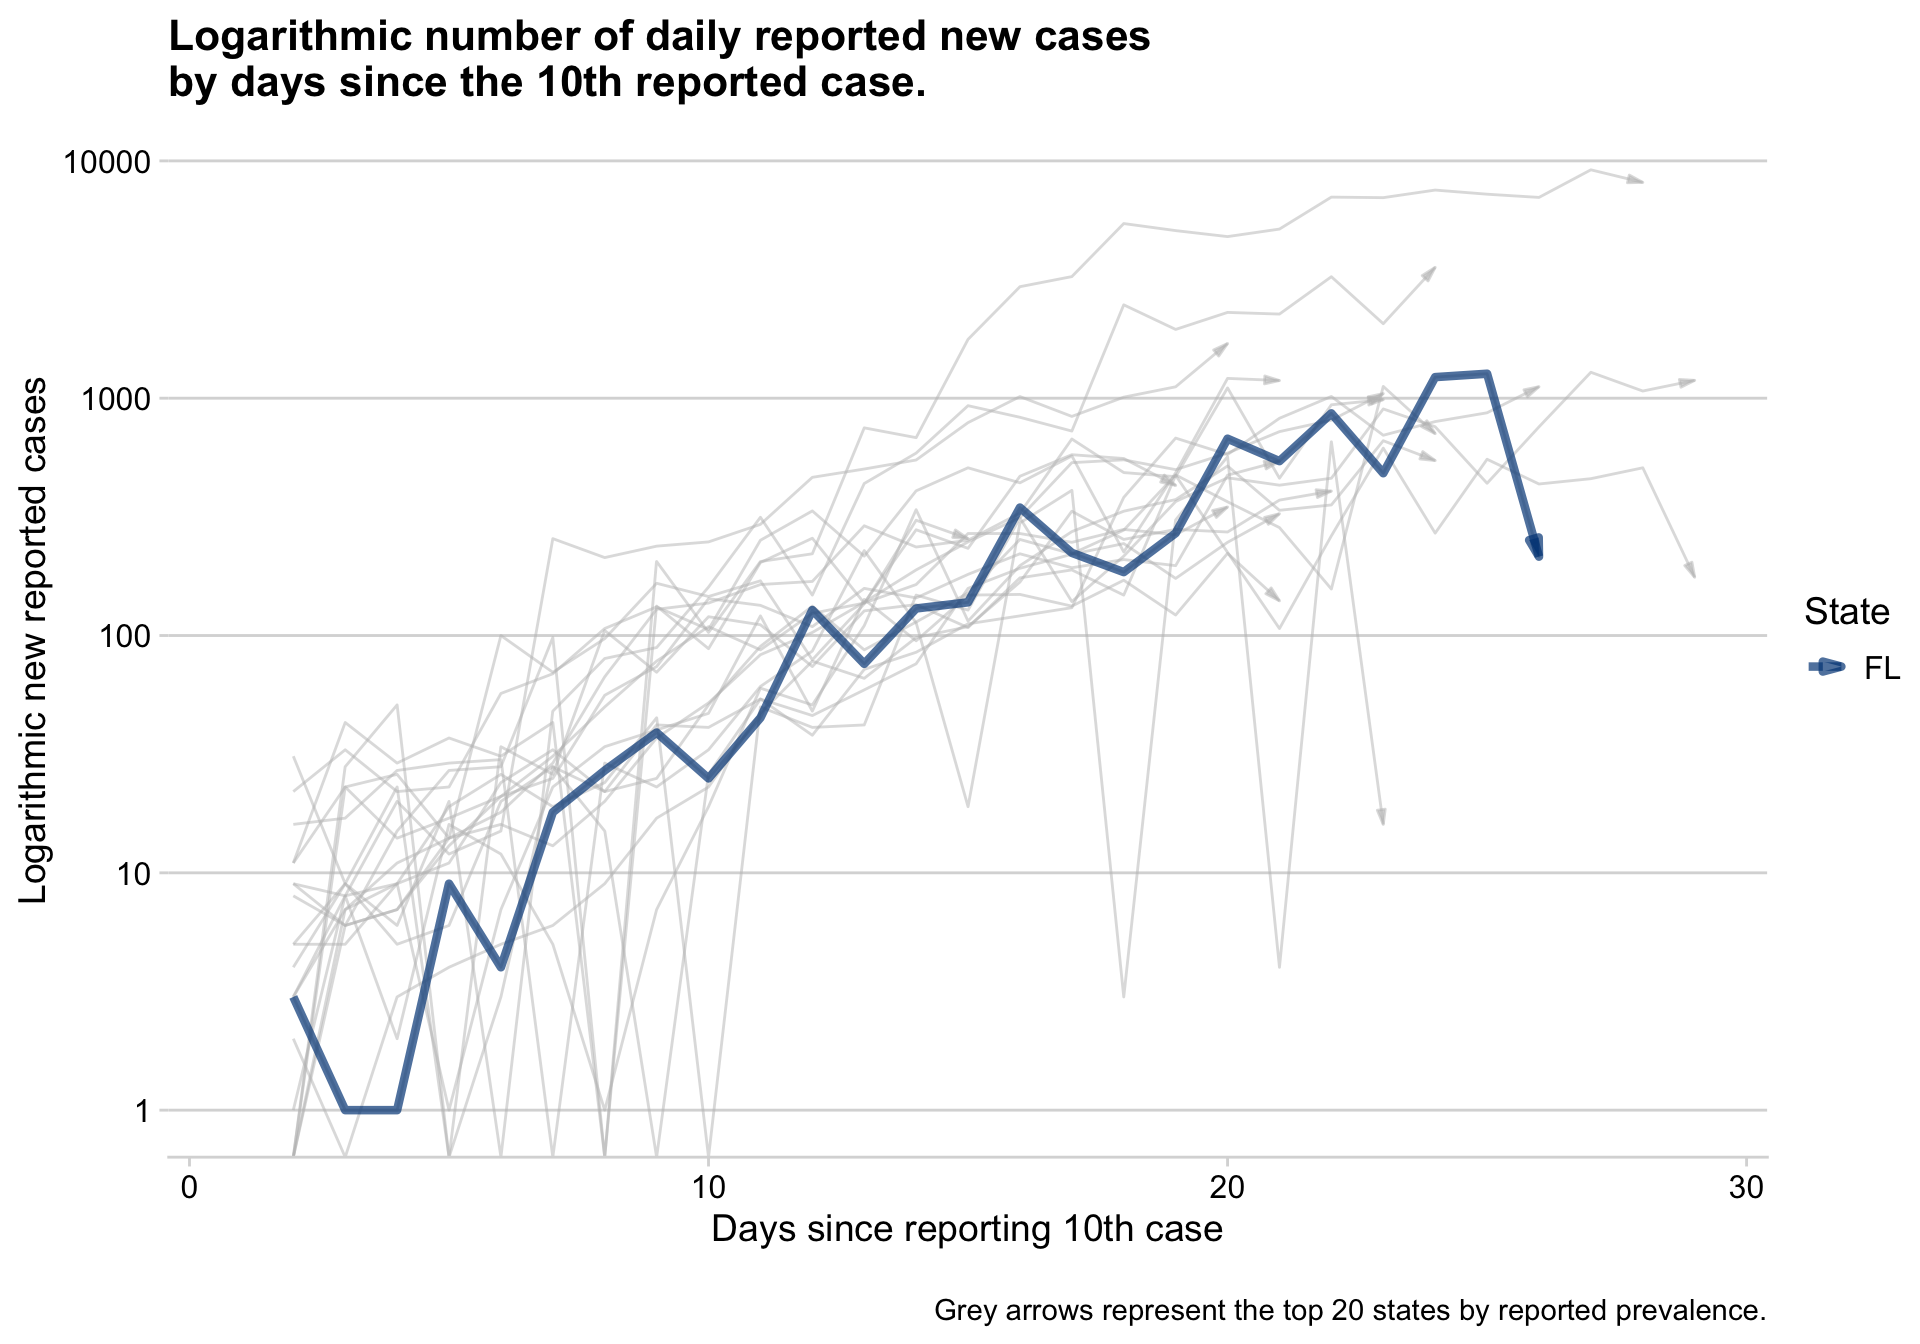 Logarithmic number of daily reported new cases
by days since the 10th reported case.
Logarithmic new reported cases
10000
1000
100
10
1
0
10
20
30
Days since reporting 10th case
State
FL
Grey arrows represent the top 20 states by reported prevalence.